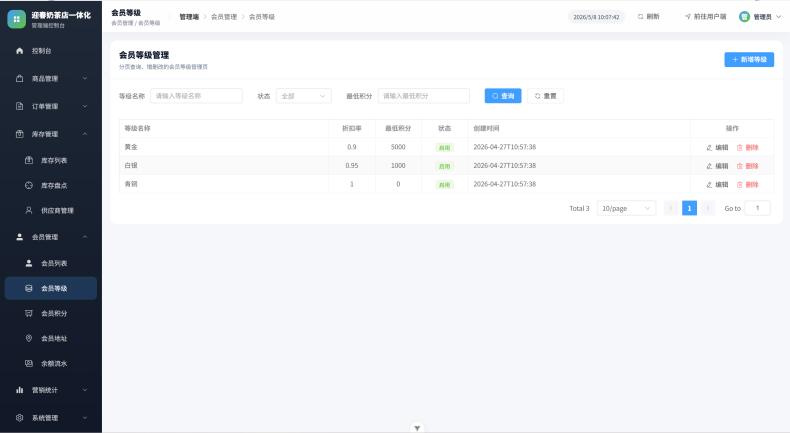 迎春奶茶店一体化
管理端控制台
控制台
商品管理
订单管理
库存管理
库存列表
库存盘点
供应商管理
会员管理
会员列表
会员等级
会员积分
会员地址
余额流水
营销统计
系统管理
会员等级
会员管理 / 会员等级
管理端 > 会员管理 > 会员等级
2026/5/8 10:07:42
刷新
前往用户端
管理员
会员等级管理
分页查询、增删改的会员等级管理页
+ 新增等级
等级名称 请输入等级名称 状态 全部 最低积分 请输入最低积分 查询 重置
等级名称 折扣率 最低积分 状态 创建时间 操作
黄金 0.9 5000 启用 2026-04-27T10:57:38 编辑 删除
白银 0.95 1000 启用 2026-04-27T10:57:38 编辑 删除
青铜 1 0 启用 2026-04-27T10:57:38 编辑 删除
Total 3 10/page 1 Go to 1